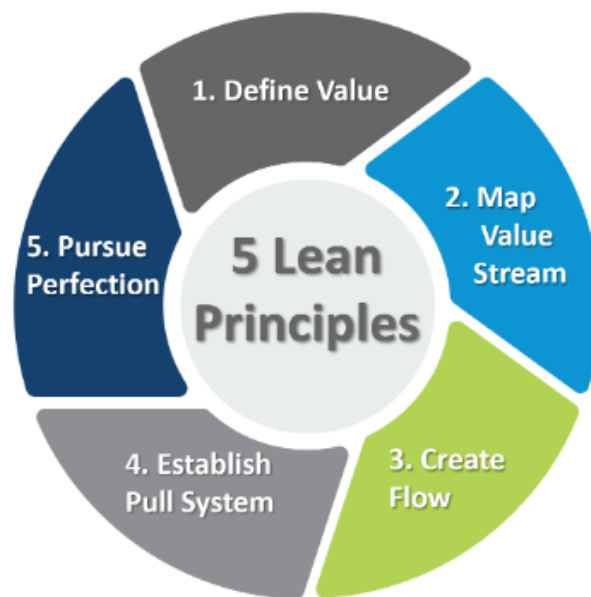 1. Define Value
2. Map
Value
Stream
3. Create
Flow
4. Establish
Pull System
5. Pursue
Perfection
5 Lean
Principles